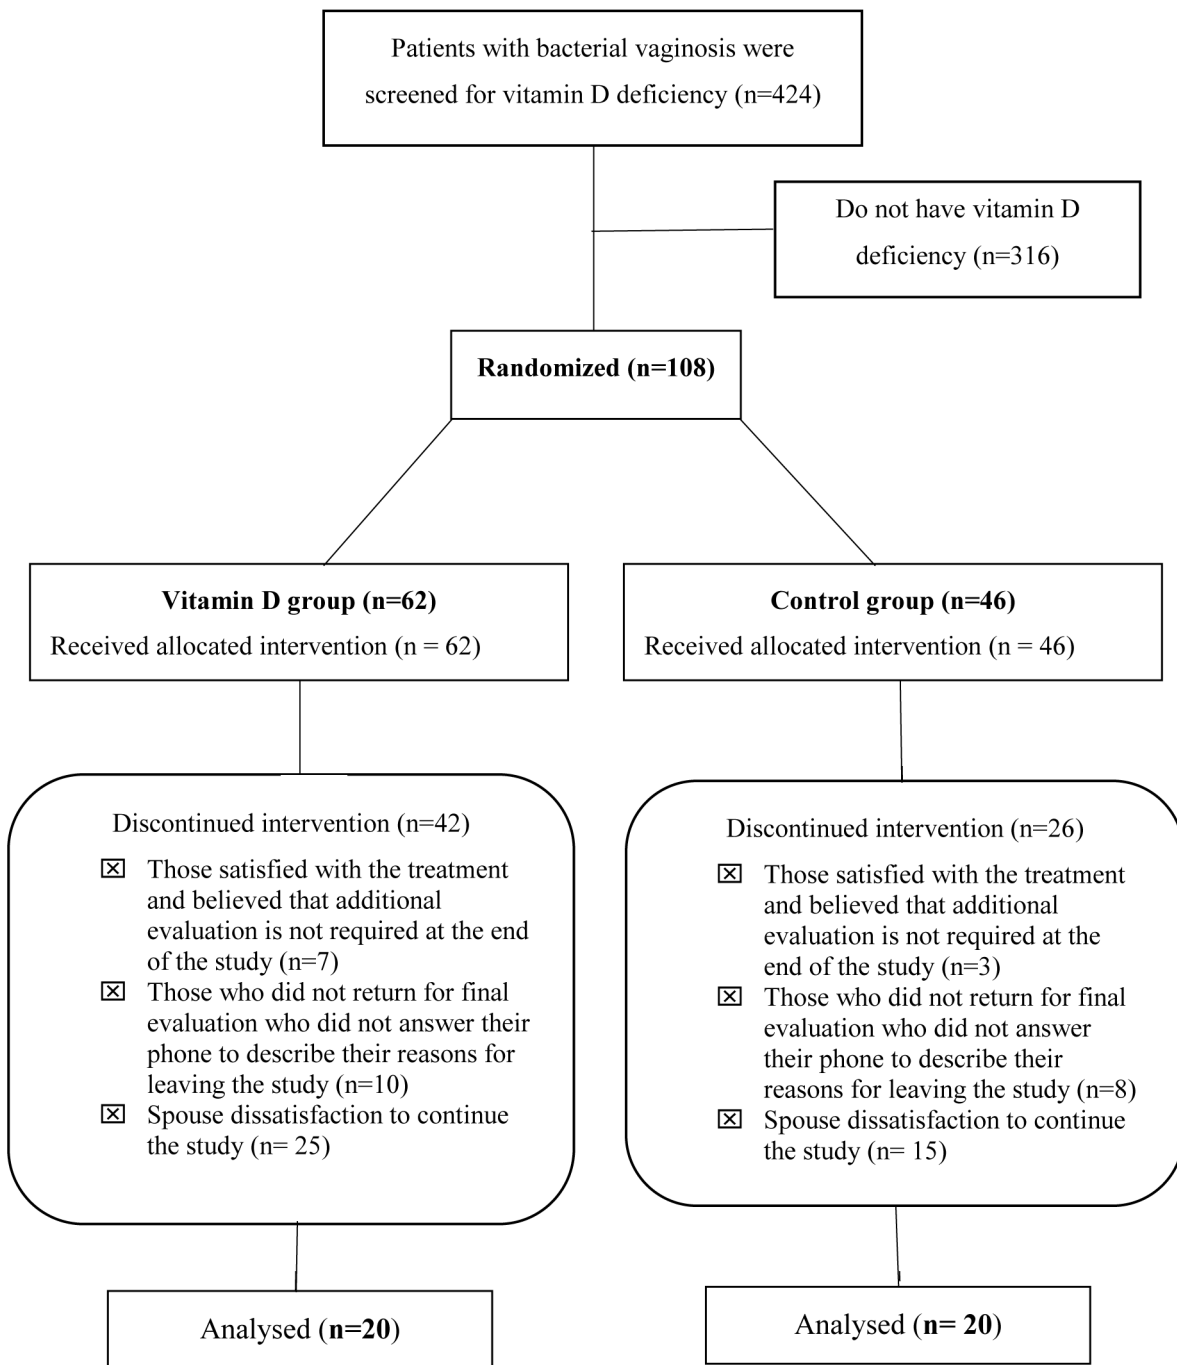 Patients with bacterial vaginosis were
screened for vitamin D deficiency (n=424)
Do not have vitamin D
deficiency (n=316)
Randomized (n=108)
Vitamin D group (n=62)
Received allocated intervention (n = 62)
Control group (n=46)
Received allocated intervention (n = 46)
Discontinued intervention (n=42)
Those satisfied with the treatment
and believed that additional
evaluation is not required at the end
of the study (n=7)
Those who did not return for final
evaluation who did not answer their
phone to describe their reasons for
leaving the study (n=10)
Spouse dissatisfaction to continue
the study (n= 25)
Discontinued intervention (n=26)
Those satisfied with the treatment
and believed that additional
evaluation is not required at the
end of the study (n=3)
Those who did not return for final
evaluation who did not answer
their phone to describe their
reasons for leaving the study (n=8)
Spouse dissatisfaction to continue
the study (n= 15)
Analysed (n=20)
Analysed (n= 20)